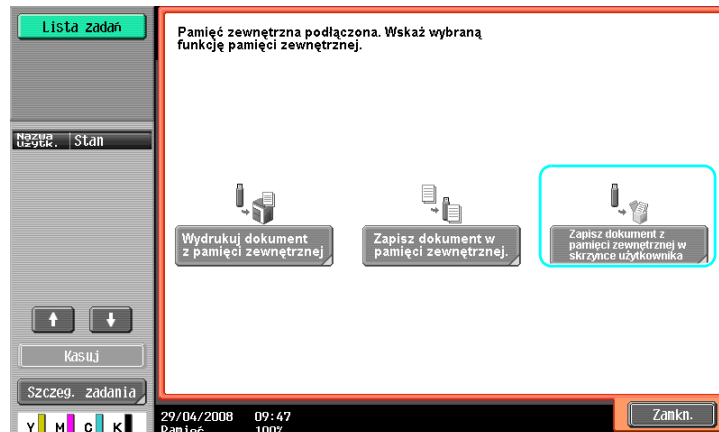 Lista zadań
Pamięć zewnętrzna podłączona. Wskaż wybraną
funkcję pamięci zewnętrznej.
Nazwa
Użytk.
Stan
Wydrukuj dokument
z pamięci zewnętrznej
Zapisz dokument w
pamięci zewnętrznej.
Zapisz dokument z
pamięci zewnętrznej w
skrzynce użytkownika
Kasuj
Szczeg. zadania
Y M C K
29/04/2008 09:47
Pamięć 100%
Zamkn.